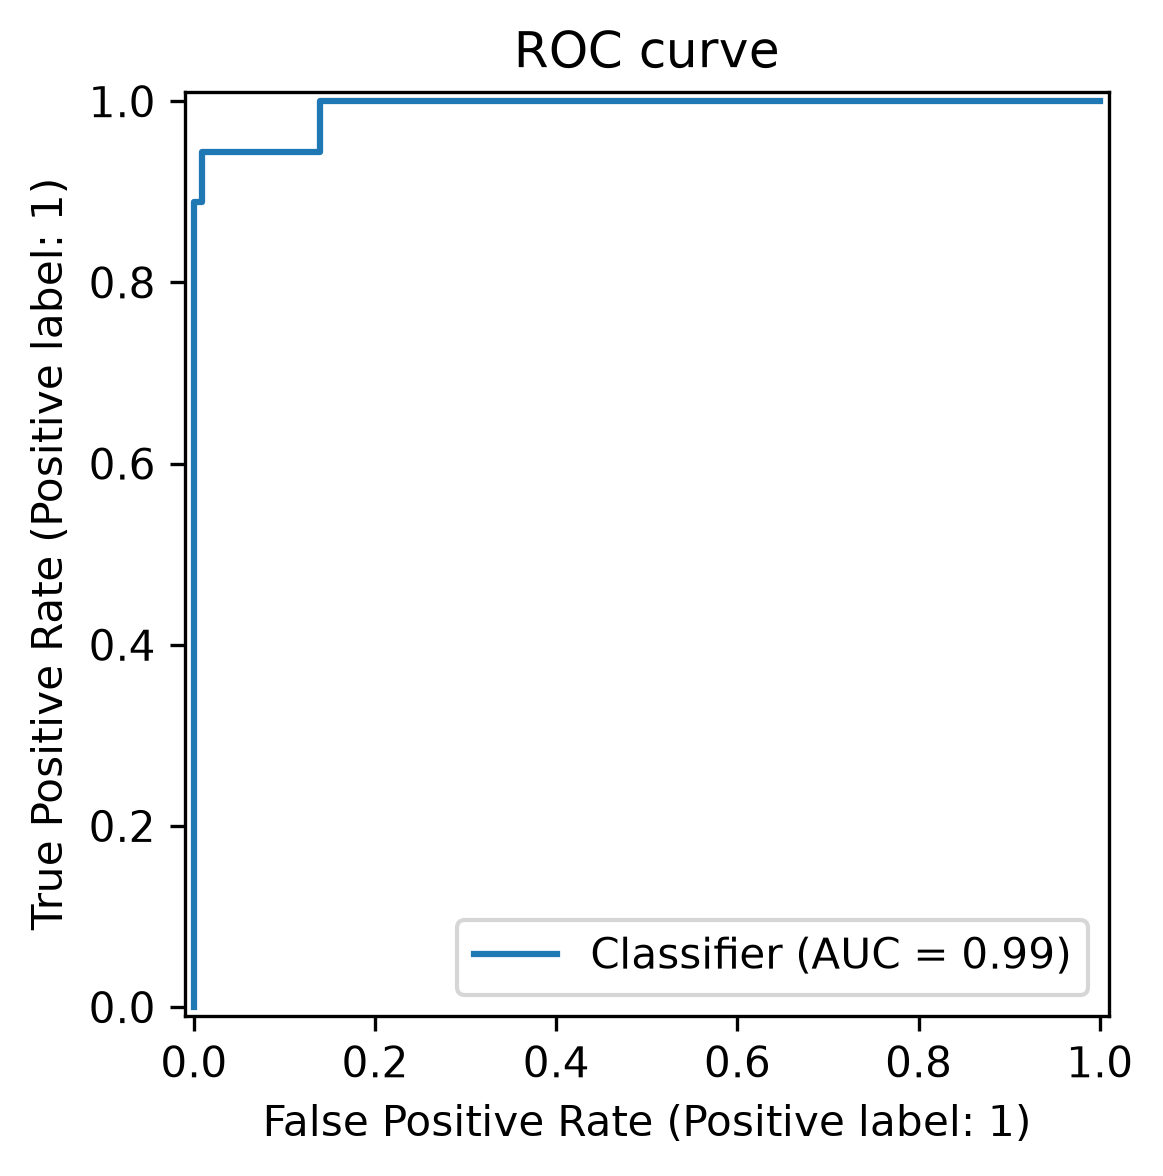 ROC curve
True Positive Rate (Positive label: 1)
1.0
0.8
0.6
0.4
0.2
0.0
Classifier (AUC = 0.99)
0.0 0.2 0.4 0.6 0.8 1.0
False Positive Rate (Positive label: 1)